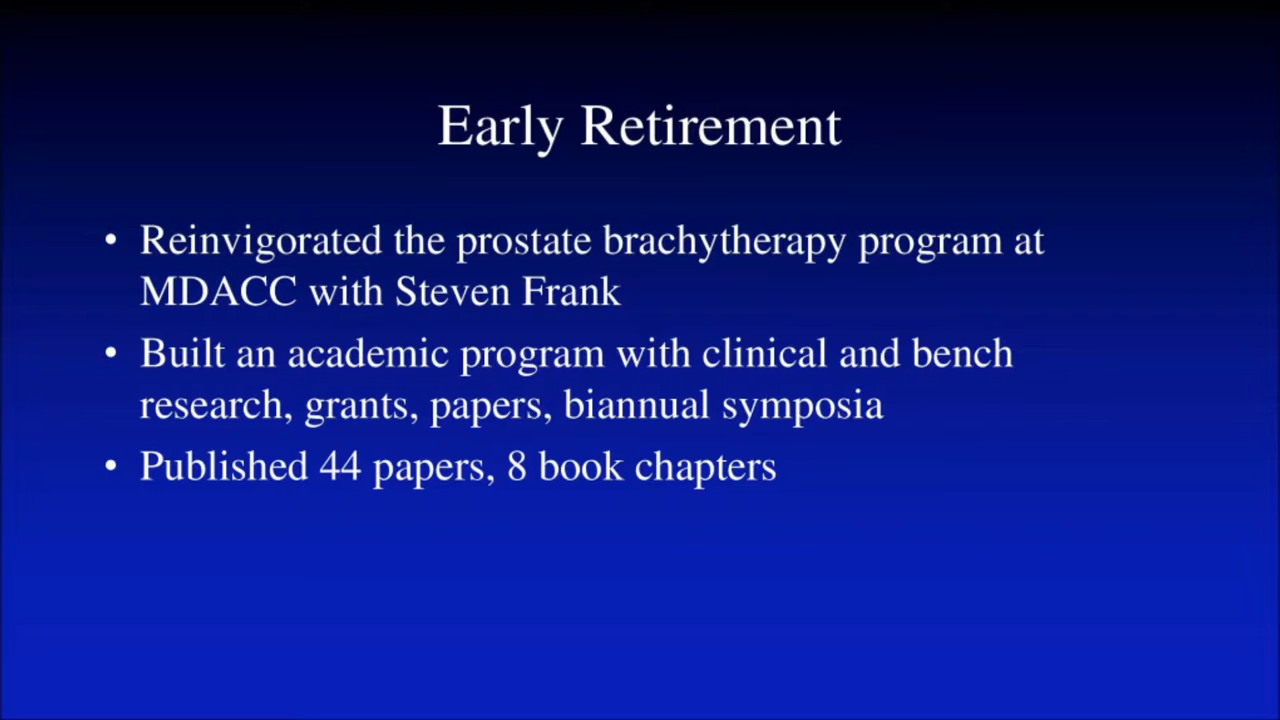 Early Retirement
• Reinvigorated the prostate brachytherapy program at
MDACC with Steven Frank
• Built an academic program with clinical and bench
research, grants, papers, biannual symposia
• Published 44 papers, 8 book chapters